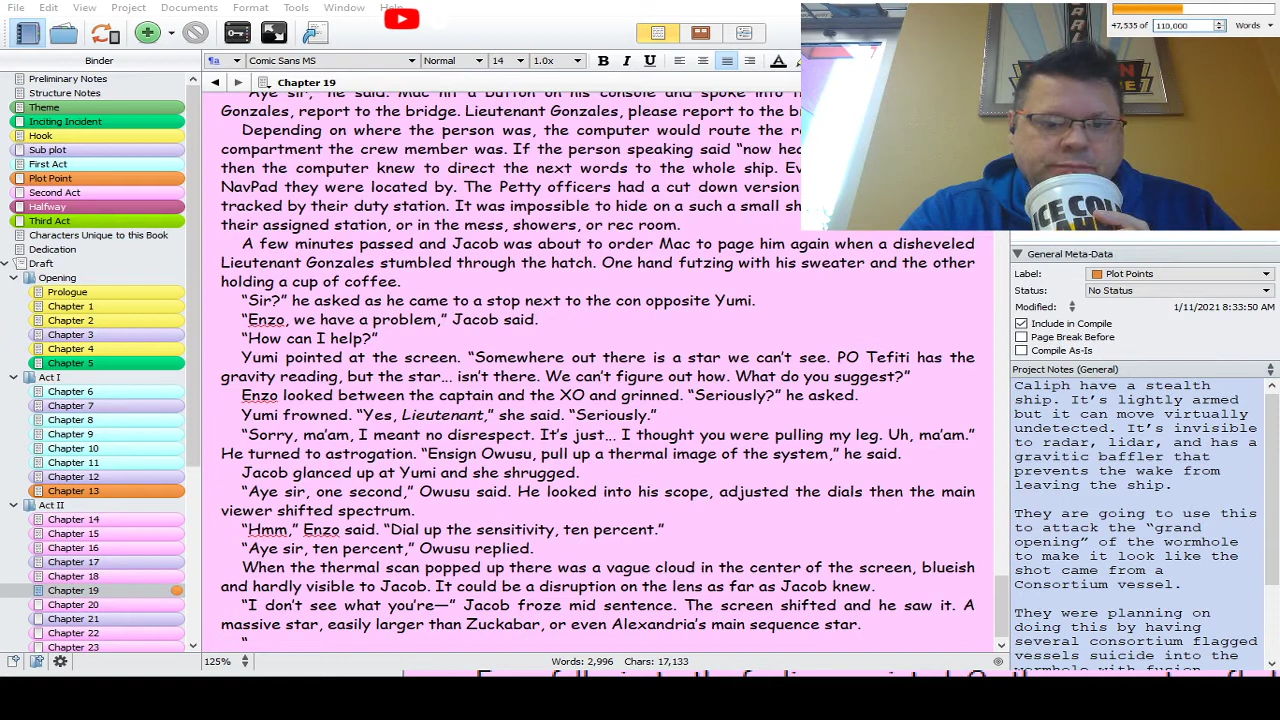 File Edit View Project Documents Format Tools Window Help
47,535 of 110,000 Words
Binder
Comic Sans MS Normal 14 1.0x B I U A
Chapter 19
Preliminary Notes
Structure Notes
Theme
Inciting Incident
Hook
Sub plot
First Act
Plot Point
Second Act
Halfway
Third Act
Characters Unique to this Book
Dedication
Draft
Opening
Prologue
Chapter 1
Chapter 2
Chapter 3
Chapter 4
Chapter 5
Act I
Chapter 6
Chapter 7
Chapter 8
Chapter 9
Chapter 10
Chapter 11
Chapter 12
Chapter 13
Act II
Chapter 14
Chapter 15
Chapter 16
Chapter 17
Chapter 18
Chapter 19
Chapter 20
Chapter 21
Chapter 22
Chapter 23
“Aye sir,” he said. Mac hit a button on his console and spoke into
Gonzales, report to the bridge. Lieutenant Gonzales, please report to the
Depending on where the person was, the computer would route the
compartment the crew member was. If the person speaking said “now
then the computer knew to direct the next words to the whole ship.
NavPad they were located by. The Petty officers had a cut down version
tracked by their duty station. It was impossible to hide on a such a small
their assigned station, or in the mess, showers, or rec room.
A few minutes passed and Jacob was about to order Mac to page him again when a disheveled
Lieutenant Gonzales stumbled through the hatch. One hand futzing with his sweater and the other
holding a cup of coffee.
“Sir?” he asked as he came to a stop next to the con opposite Yumi.
“Enzo, we have a problem,” Jacob said.
“How can I help?”
Yumi pointed at the screen. “Somewhere out there is a star we can’t see. PO Tefiti has the
gravity reading, but the star... isn’t there. We can’t figure out how. What do you suggest?”
Enzo looked between the captain and the XO and grinned. “Seriously?” he asked.
Yumi frowned. “Yes, Lieutenant,” she said. “Seriously.”
“Sorry, ma’am, I meant no disrespect. It’s just... I thought you were pulling my leg. Uh, ma’am.”
He turned to astrogation. “Ensign Owusu, pull up a thermal image of the system,” he said.
Jacob glanced up at Yumi and she shrugged.
“Aye sir, one second,” Owusu said. He looked into his scope, adjusted the dials then the main
viewer shifted spectrum.
“Hmm,” Enzo said. “Dial up the sensitivity, ten percent.”
“Aye sir, ten percent,” Owusu replied.
When the thermal scan popped up there was a vague cloud in the center of the screen, blueish
and hardly visible to Jacob. It could be a disruption on the lens as far as Jacob knew.
“I don’t see what you’re—” Jacob froze mid sentence. The screen shifted and he saw it. A
massive star, easily larger than Zuckabar, or even Alexandria’s main sequence star.
“
125%
Words: 2,996 Chars: 17,133
ICE COL
General Meta-Data
Label: Plot Points
Status: No Status
Modified: 1/11/2021 8:33:50 AM
Include in Compile
Page Break Before
Compile As-Is
Project Notes (General)
Caliph have a stealth
ship. It’s lightly armed
but it can move virtually
undetected. It’s invisible
to radar, lidar, and has a
gravitic baffler that
prevents the wake from
leaving the ship.
They are going to use this
to attack the “grand
opening” of the wormhole
to make it look like the
shot came from a
Consortium vessel.
They were planning on
doing this by having
several consortium flagged
vessels suicide into the
wormhole with fusion